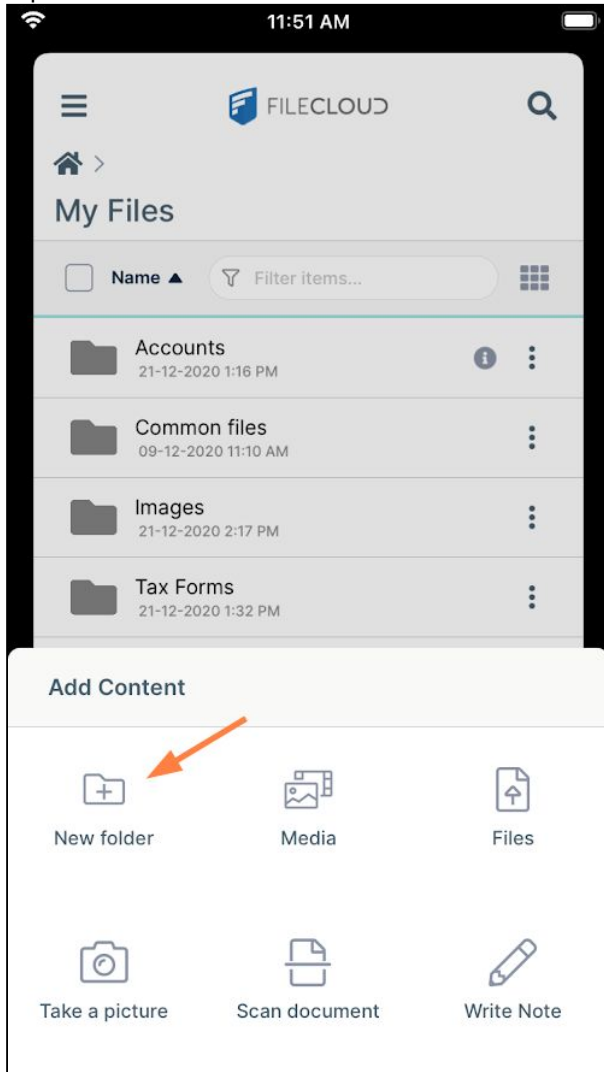 11:51 AM
FILECLOUD
My Files
Name
Filter items...
Accounts
21-12-2020 1:16 PM
Common files
09-12-2020 11:10 AM
Images
21-12-2020 2:17 PM
Tax Forms
21-12-2020 1:32 PM
Add Content
New folder Media Files
Take a picture Scan document Write Note